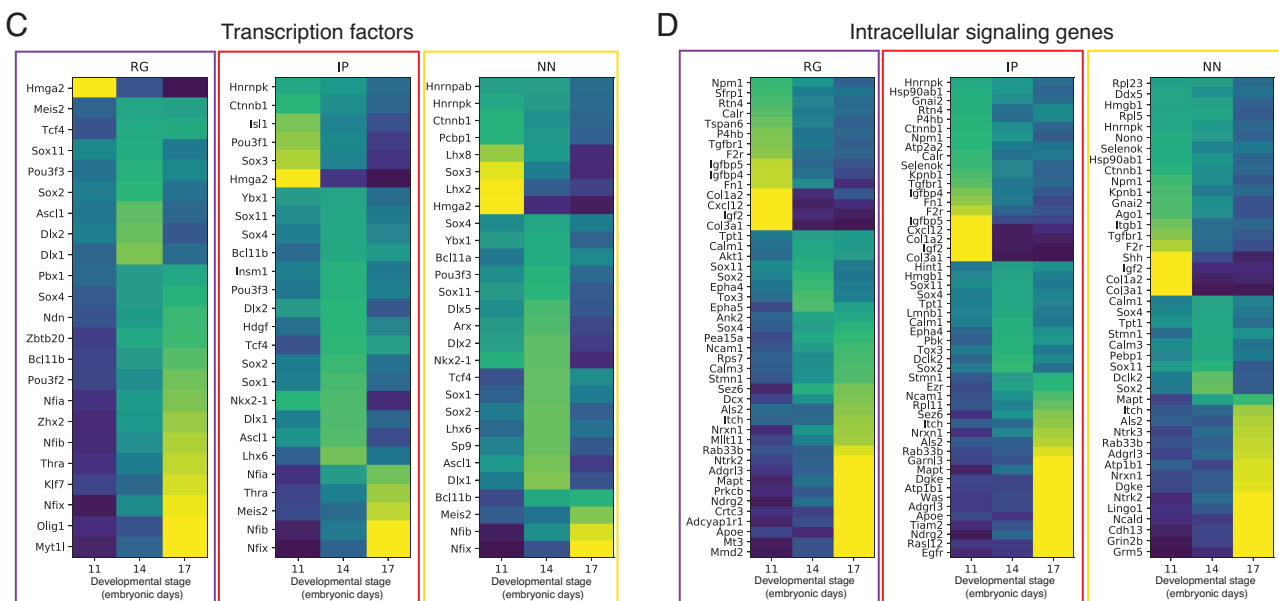 C
Transcription factors
RG
Hmga2
Meis2
Tcf4
Sox11
Pou3f3
Sox2
Ascl1
Dlx2
Dlx1
Pbx1
Sox4
Ndn
Zbtb20
Bcl11b
Pou3f2
Nfia
Zhx2
Nfib
Thra
Klf7
Nfix
Olig1
Myt1l
11 14 17
Developmental stage
(embryonic days)
IP
Hnrnpk
Ctnnb1
Isl1
Pou3f1
Sox3
Hmga2
Ybx1
Sox11
Sox4
Bcl11b
Insm1
Pou3f3
Dlx2
Hdgf
Tcf4
Sox2
Sox1
Nkx2-1
Dlx1
Ascl1
Lhx6
Nfia
Thra
Meis2
Nfib
Nfix
11 14 17
Developmental stage
(embryonic days)
NN
Hnrnpab
Hnrnpk
Ctnnb1
Pcbp1
Lhx8
Sox3
Lhx2
Hmga2
Sox4
Ybx1
Bcl11a
Pou3f3
Sox11
Dlx5
Arx
Dlx2
Nkx2-1
Tcf4
Sox1
Sox2
Lhx6
Sp9
Ascl1
Dlx1
Bcl11b
Meis2
Nfib
Nfix
11 14 17
Developmental stage
(embryonic days)
D
Intracellular signaling genes
RG
Npm1
Sfrp1
Rtn4
Calr
Tspan6
P4hb
Tgfbr1
F2r
Igfbp5
Igfbp4
Fn1
Col1a2
Cxcl12
Igf2
Col3a1
Tpt1
Calm1
Akt1
Sox11
Sox2
Epha4
Tox3
Epha5
Ank2
Sox4
Pea15a
Ncam1
Rps7
Calm3
Stmn1
Sez6
Dcx
Als2
Itch
Nrxn1
Mllt11
Rab33b
Ntrk2
Adgrl3
Mapt
Prkcb
Ndrg2
Crtc3
Adcyap1r1
Apoe
Mt3
Mmd2
11 14 17
Developmental stage
(embryonic days)
IP
Hnrnpk
Hsp90ab1
Gnai2
Rtn4
P4hb
Ctnnb1
Npm1
Atp2a2
Calr
Selenok
Kpnb1
Tgfbr1
Igfbp4
Fn1
F2r
Igfbp5
Cxcl12
Col1a2
Igf2
Col3a1
Hint1
Hmgb1
Sox11
Sox4
Tpt1
Lmnb1
Calm1
Epha4
Pbk
Tox3
Dclk2
Sox2
Stmn1
Ezr
Ncam1
Rpl11
Sez6
Itch
Nrxn1
Als2
Rab33b
Garnl3
Mapt
Dgke
Atp1b1
Was
Adgrl3
Apoe
Tiam2
Ndrg2
Rasl12
Egfr
11 14 17
Developmental stage
(embryonic days)
NN
Rpl23
Ddx5
Hmgb1
Rpl5
Hnrnpk
Nono
Selenok
Hsp90ab1
Ctnnb1
Npm1
Kpnb1
Gnai2
Ago1
Itgb1
Tgfbr1
F2r
Shh
Igf2
Col1a2
Col3a1
Calm1
Sox4
Tpt1
Stmn1
Calm3
Pebp1
Sox11
Dclk2
Sox2
Mapt
Itch
Als2
Ntrk3
Rab33b
Adgrl3
Atp1b1
Nrxn1
Dgke
Ntrk2
Lingo1
Ncald
Cdh13
Grin2b
Grm5
11 14 17
Developmental stage
(embryonic days)